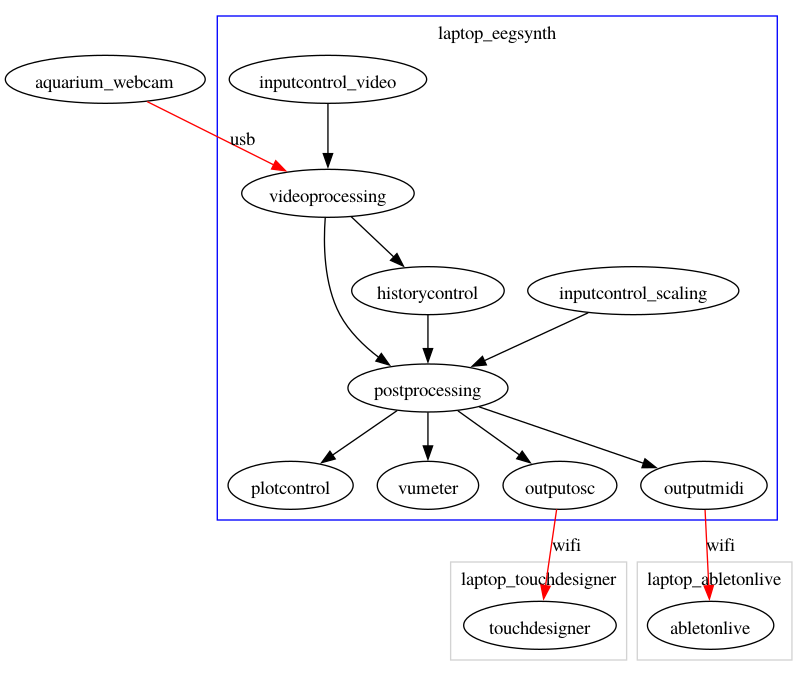 laptop_eegsynth
aquarium_webcam
inputcontrol_video
usb
videoprocessing
historycontrol
inputcontrol_scaling
postprocessing
plotcontrol
vumeter
outputosc
outputmidi
wifi
wifi
laptop_touchdesigner
laptop_abletonlive
touchdesigner
abletonlive